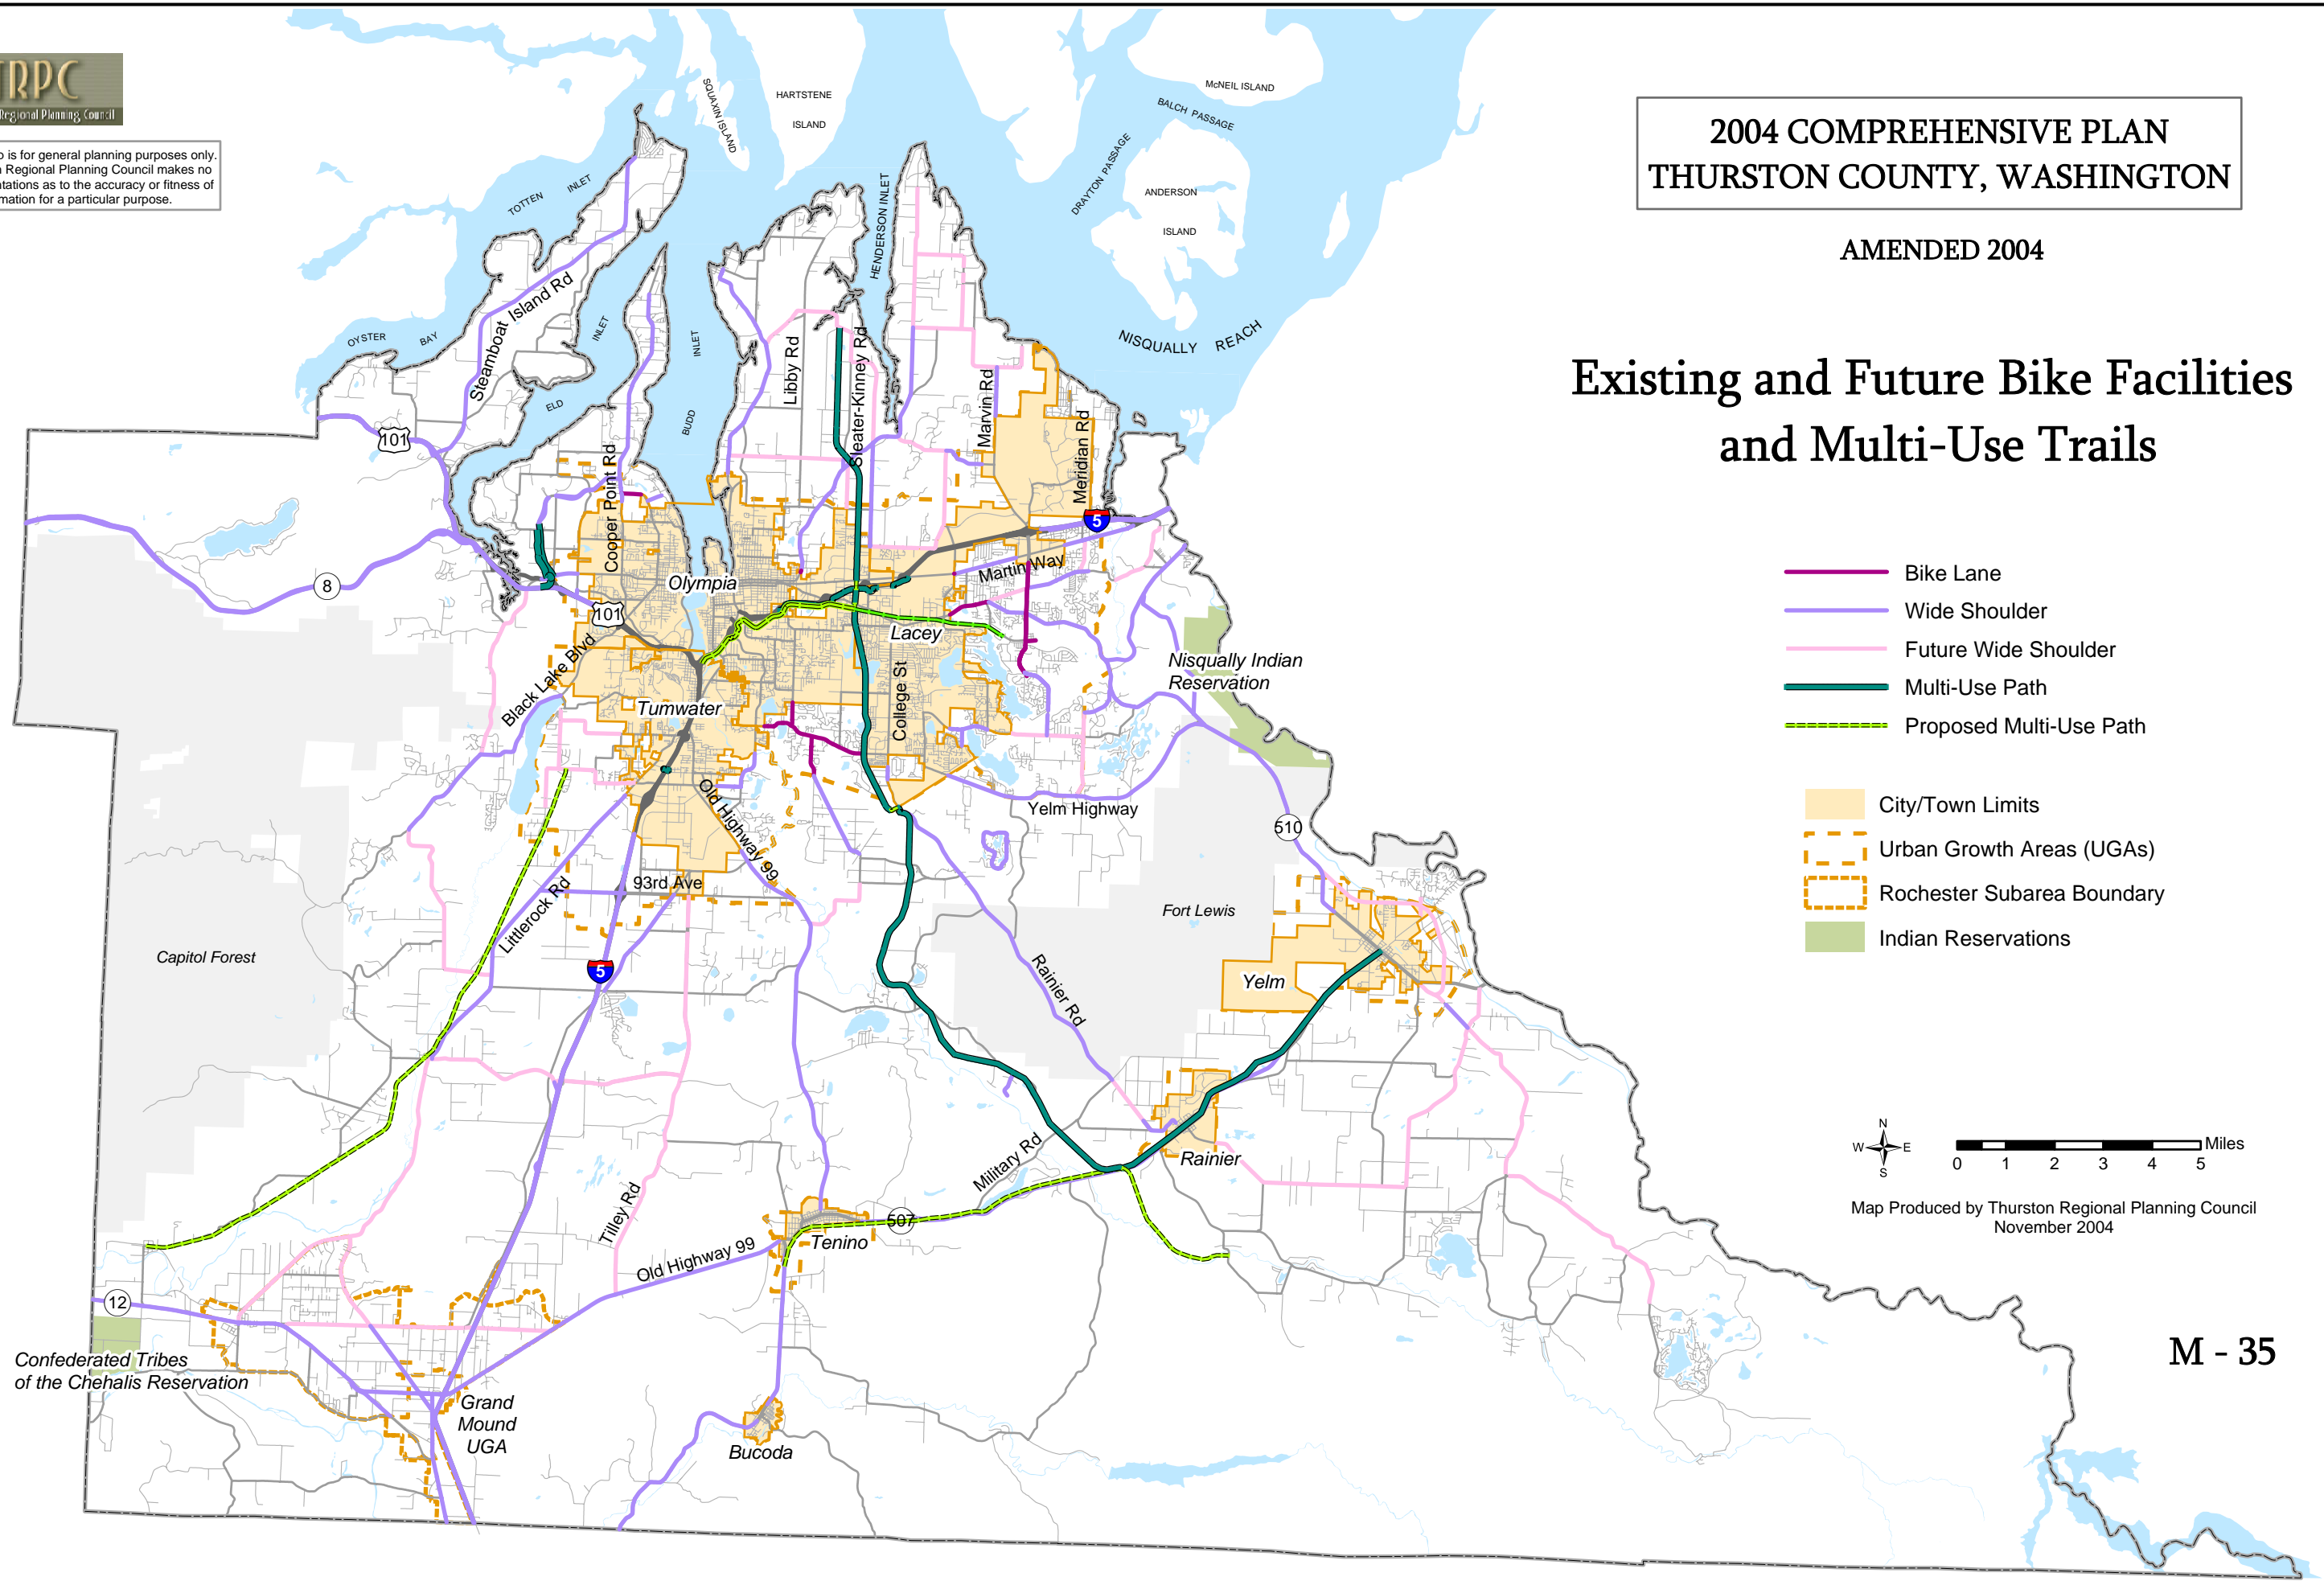 TRPC
Regional Planning Council
is for general planning purposes only.
Regional Planning Council makes no
as to the accuracy or fitness of
for a particular purpose.
2004 COMPREHENSIVE PLAN
THURSTON COUNTY, WASHINGTON
AMENDED 2004
Existing and Future Bike Facilities
and Multi-Use Trails
Bike Lane
Wide Shoulder
Future Wide Shoulder
Multi-Use Path
Proposed Multi-Use Path
City/Town Limits
Urban Growth Areas (UGAs)
Rochester Subarea Boundary
Indian Reservations
N
W E
S
Miles
0 1 2 3 4 5
Map Produced by Thurston Regional Planning Council
November 2004
M - 35
SQUAXIN ISLAND
HARTSTENE
ISLAND
McNEIL ISLAND
BALCH PASSAGE
DRAYTON PASSAGE
ANDERSON
ISLAND
TOTTEN INLET
HENDERSON INLET
NISQUALLY REACH
OYSTER BAY
Steamboat Island Rd
ELD INLET
BUDD INLET
Libby Rd
Sleater-Kinney Rd
Marvin Rd
Meridian Rd
Cooper Point Rd
101
5
8
Olympia
Martin Way
101
Lacey
Black Lake Blvd
College St
Nisqually Indian
Reservation
Tumwater
Old Highway 99
Yelm Highway
510
93rd Ave
Littlerock Rd
Fort Lewis
Capitol Forest
5
Rainier Rd
Yelm
Military Rd
Rainier
Tilley Rd
507
Tenino
Old Highway 99
12
Confederated Tribes
of the Chehalis Reservation
Grand
Mound
UGA
Bucoda